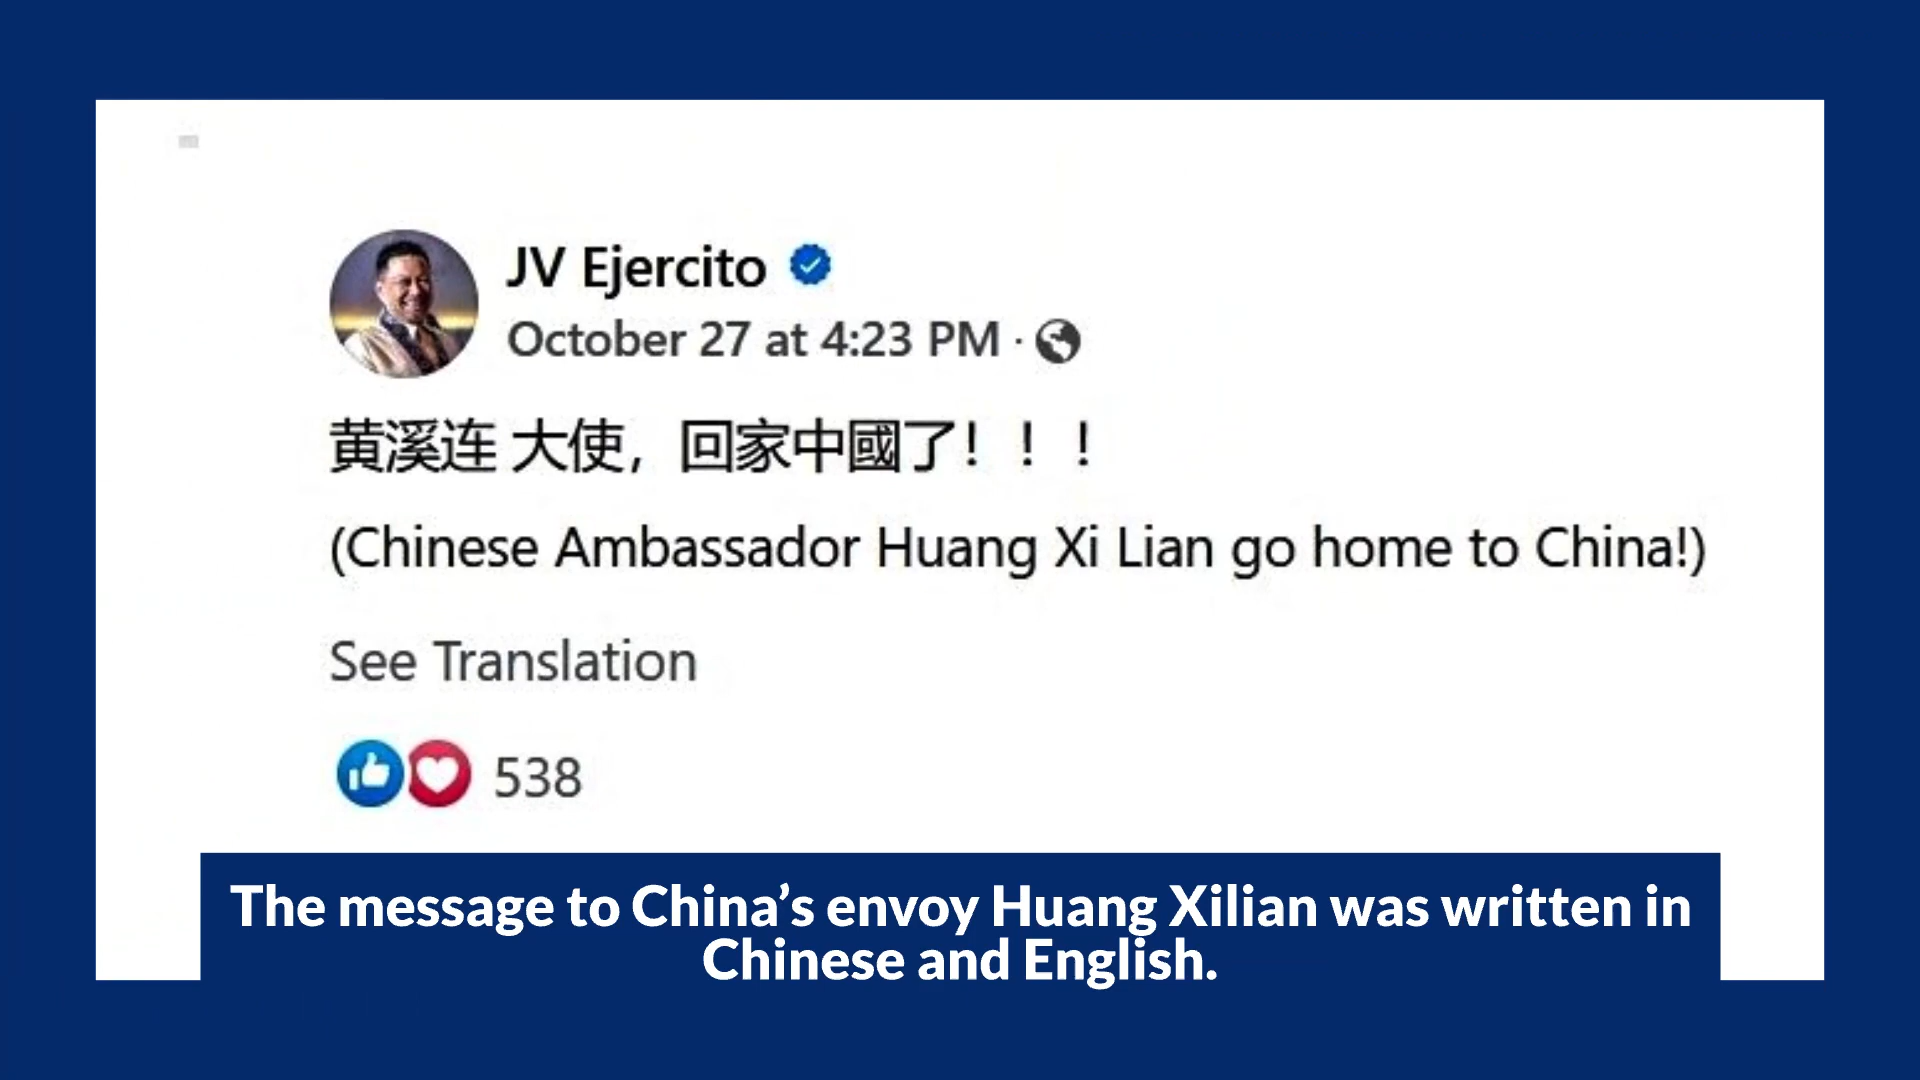 JV Ejercito
October 27 at 4:23 PM ·
黄溪连 大使，回家中國了！！！
(Chinese Ambassador Huang Xi Lian go home to China!)
See Translation
538
The message to China’s envoy Huang Xilian was written in
Chinese and English.